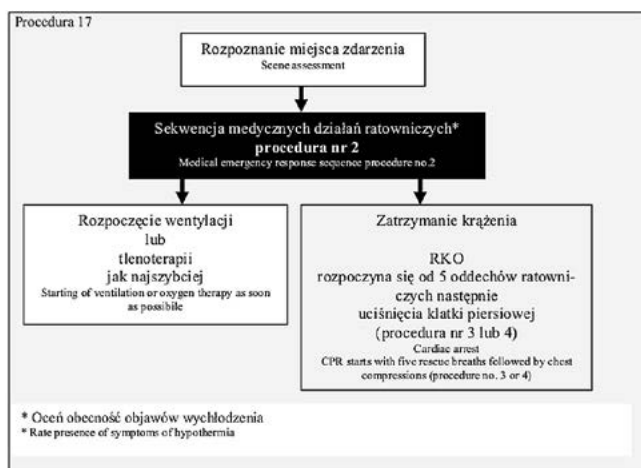 Procedura 17
Rozpoznanie miejsca zdarzenia
Scene assessment
Sekwencja medycznych działań ratowniczych*
procedura nr 2
Medical emergency response sequence procedure no.2
Rozpoczęcie wentylacji
lub
tlenoterapii
jak najszybciej
Starting of ventilation or oxygen therapy as soon
as possibile
Zatrzymanie krążenia
RKO
rozpoczyna się od 5 oddechów ratowni-
czych następnie
uciśnięcia klatki piersiowej
(procedura nr 3 lub 4)
Cardiac arrest
CPR starts with five rescue breaths followed by chest
compressions (procedure no. 3 or 4)
* Oceń obecność objawów wychłodzenia
* Rate presence of symptoms of hypothermia